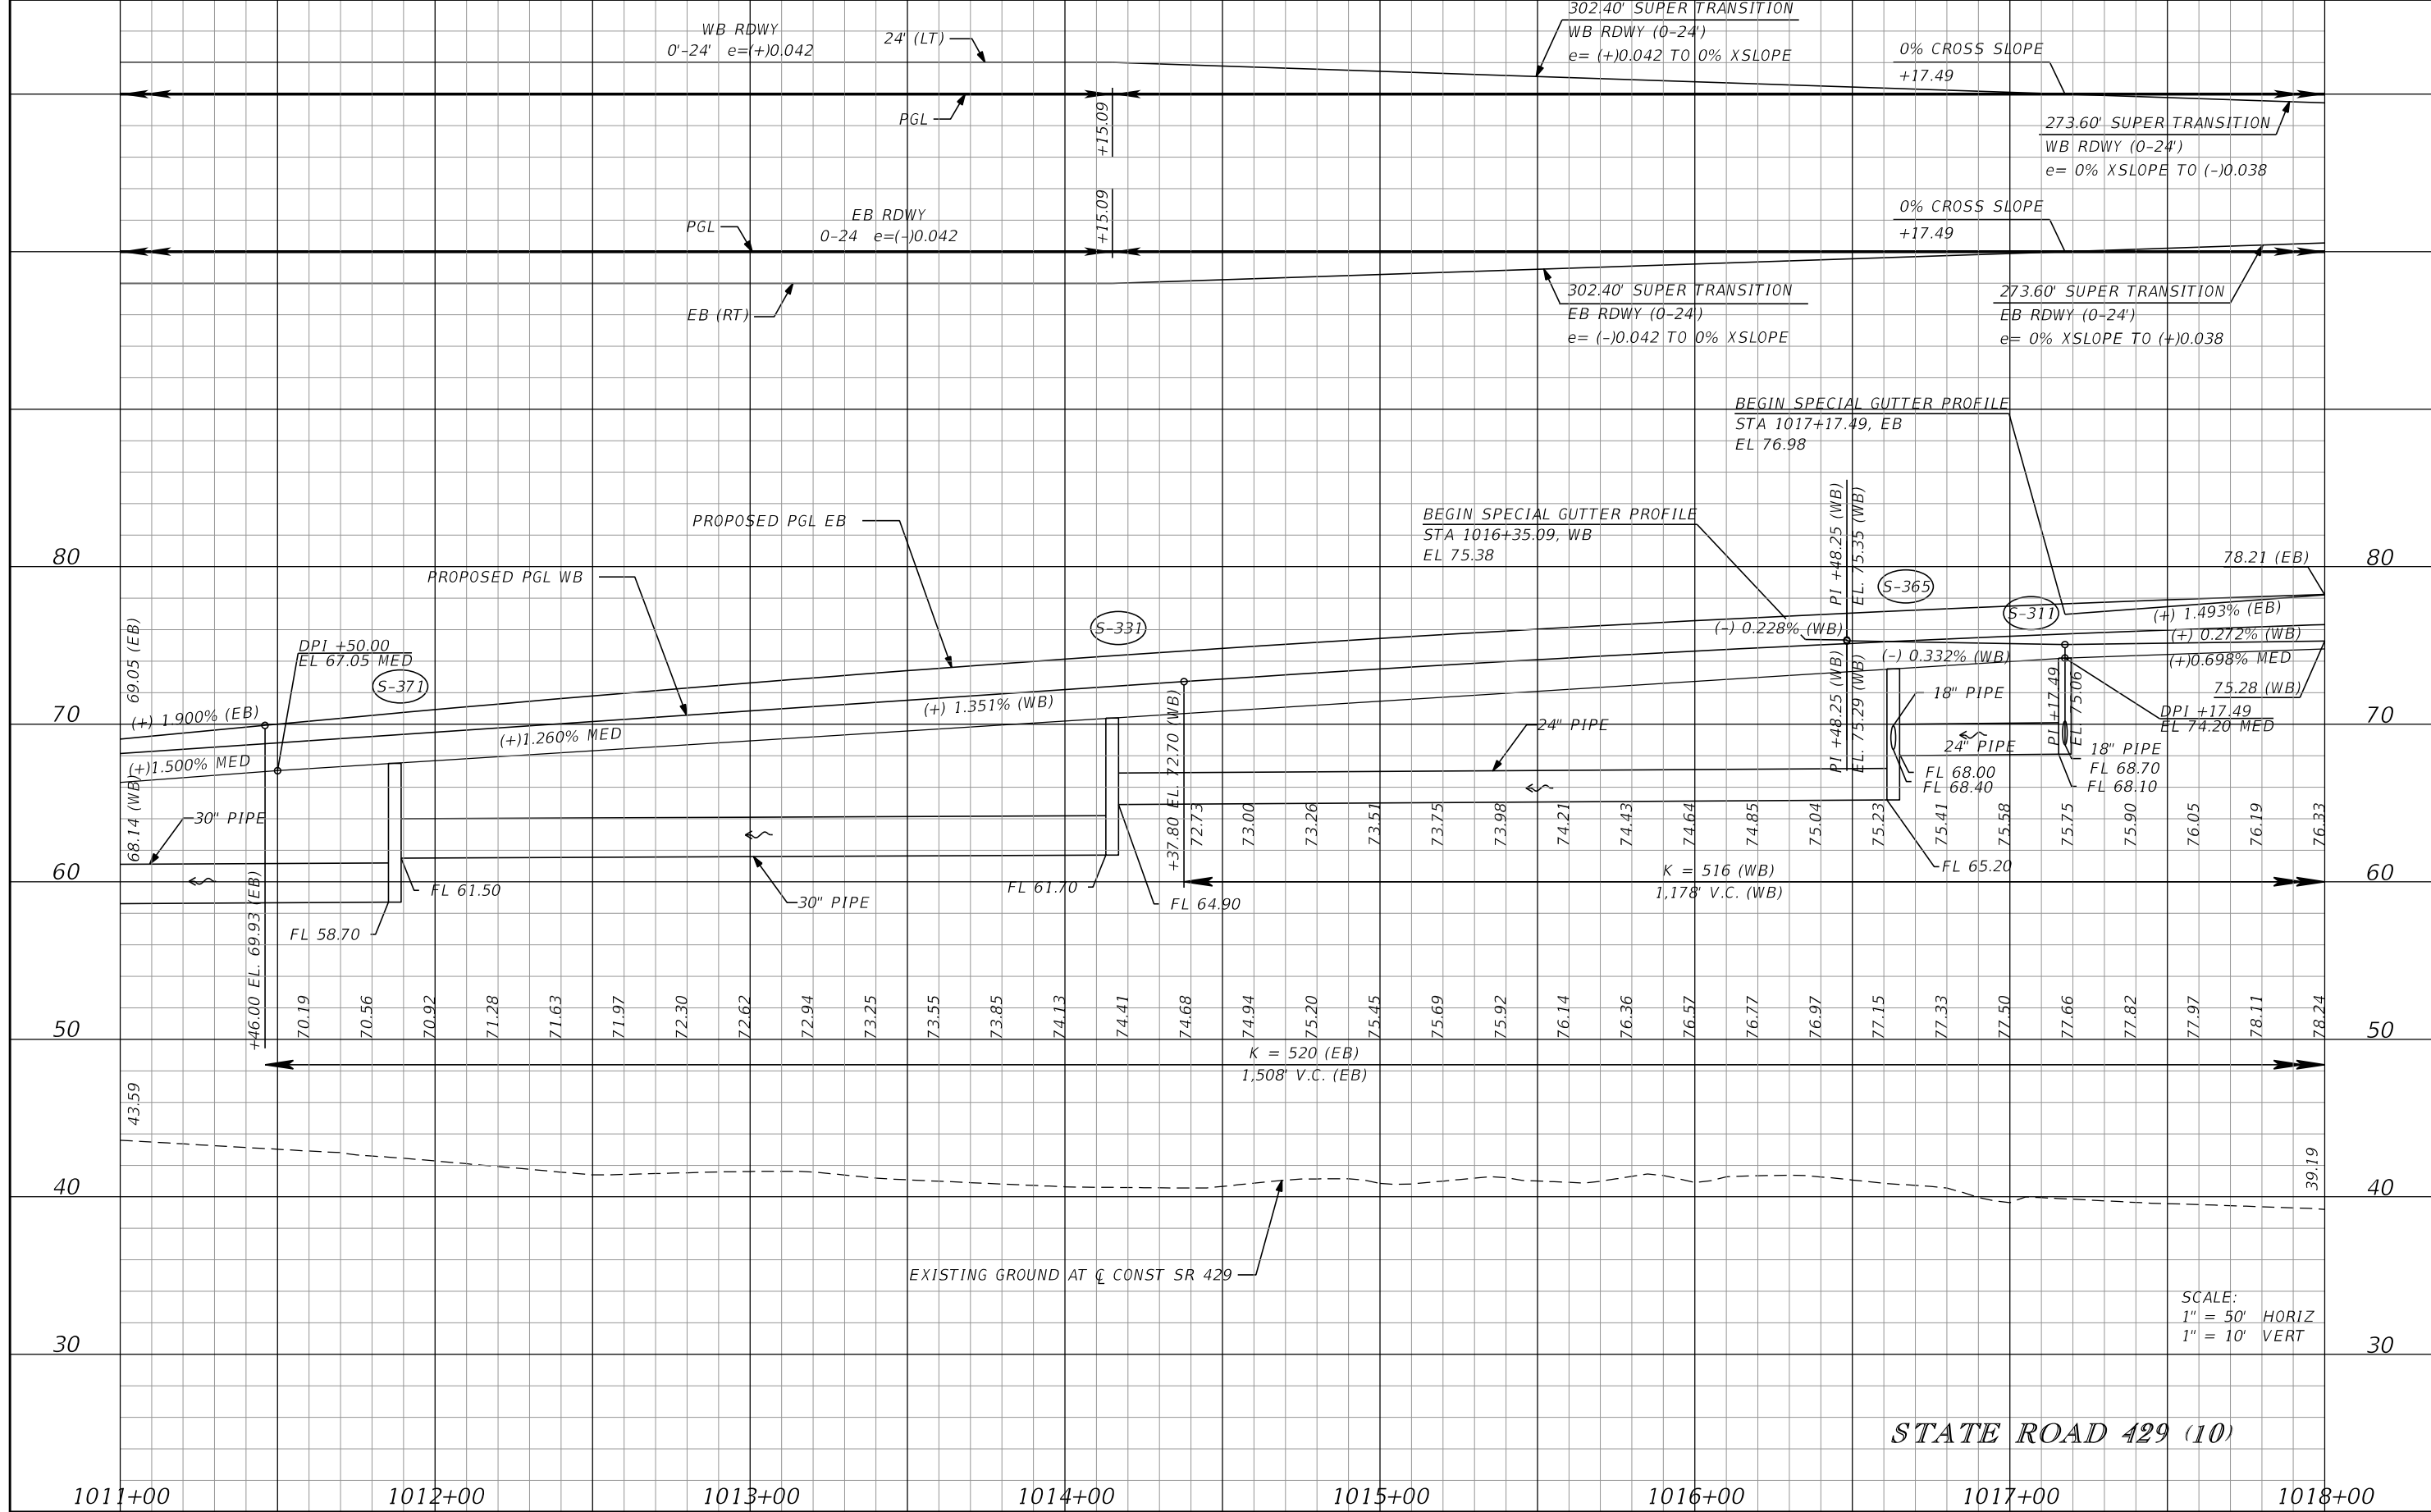 WB RDWY
0'-24' e=(+)0.042
24' (LT)
PGL
+15.09
302.40' SUPER TRANSITION
WB RDWY (0-24')
e= (+)0.042 TO 0% XSLOPE
0% CROSS SLOPE
+17.49
273.60' SUPER TRANSITION
WB RDWY (0-24')
e= 0% XSLOPE TO (-)0.038
PGL
EB RDWY
0-24 e=(-)0.042
+15.09
EB (RT)
302.40' SUPER TRANSITION
EB RDWY (0-24')
e= (-)0.042 TO 0% XSLOPE
0% CROSS SLOPE
+17.49
273.60' SUPER TRANSITION
EB RDWY (0-24')
e= 0% XSLOPE TO (+)0.038
BEGIN SPECIAL GUTTER PROFILE
STA 1017+17.49, EB
EL 76.98
BEGIN SPECIAL GUTTER PROFILE
STA 1016+35.09, WB
EL 75.38
PROPOSED PGL EB
PROPOSED PGL WB
80
80
PI +48.25 (WB)
EL. 75.35 (WB)
S-365
S-311
78.21 (EB)
(+) 1.493% (EB)
(+) 0.272% (WB)
(+)0.698% MED
75.28 (WB)
(-) 0.228% (WB)
(-) 0.332% (WB)
PI +48.25 (WB)
EL. 75.29 (WB)
PI +17.49
EL 75.06
DPI +17.49
EL 74.20 MED
69.05 (EB)
DPI +50.00
EL 67.05 MED
S-371
S-331
(+) 1.900% (EB)
(+) 1.351% (WB)
(+)1.260% MED
(+)1.500% MED
70
70
68.14 (WB)
30" PIPE
24" PIPE
18" PIPE
24" PIPE
18" PIPE
FL 68.70
FL 68.10
FL 68.00
FL 68.40
FL 65.20
+37.80 EL. 72.70 (WB)
72.73
73.00
73.26
73.51
73.75
73.98
74.21
74.43
74.64
74.85
75.04
75.23
75.41
75.58
75.75
75.90
76.05
76.19
76.33
60
60
FL 61.50
FL 61.70
FL 64.90
30" PIPE
FL 58.70
K = 516 (WB)
1,178' V.C. (WB)
+46.00 EL. 69.93 (EB)
70.19
70.56
70.92
71.28
71.63
71.97
72.30
72.62
72.94
73.25
73.55
73.85
74.13
74.41
74.68
74.94
75.20
75.45
75.69
75.92
76.14
76.36
76.57
76.77
76.97
77.15
77.33
77.50
77.66
77.82
77.97
78.11
78.24
50
50
K = 520 (EB)
1,508' V.C. (EB)
43.59
39.19
40
40
EXISTING GROUND AT ℄ CONST SR 429
30
30
SCALE:
1" = 50' HORIZ
1" = 10' VERT
STATE ROAD 429 (10)
1011+00
1012+00
1013+00
1014+00
1015+00
1016+00
1017+00
1018+00